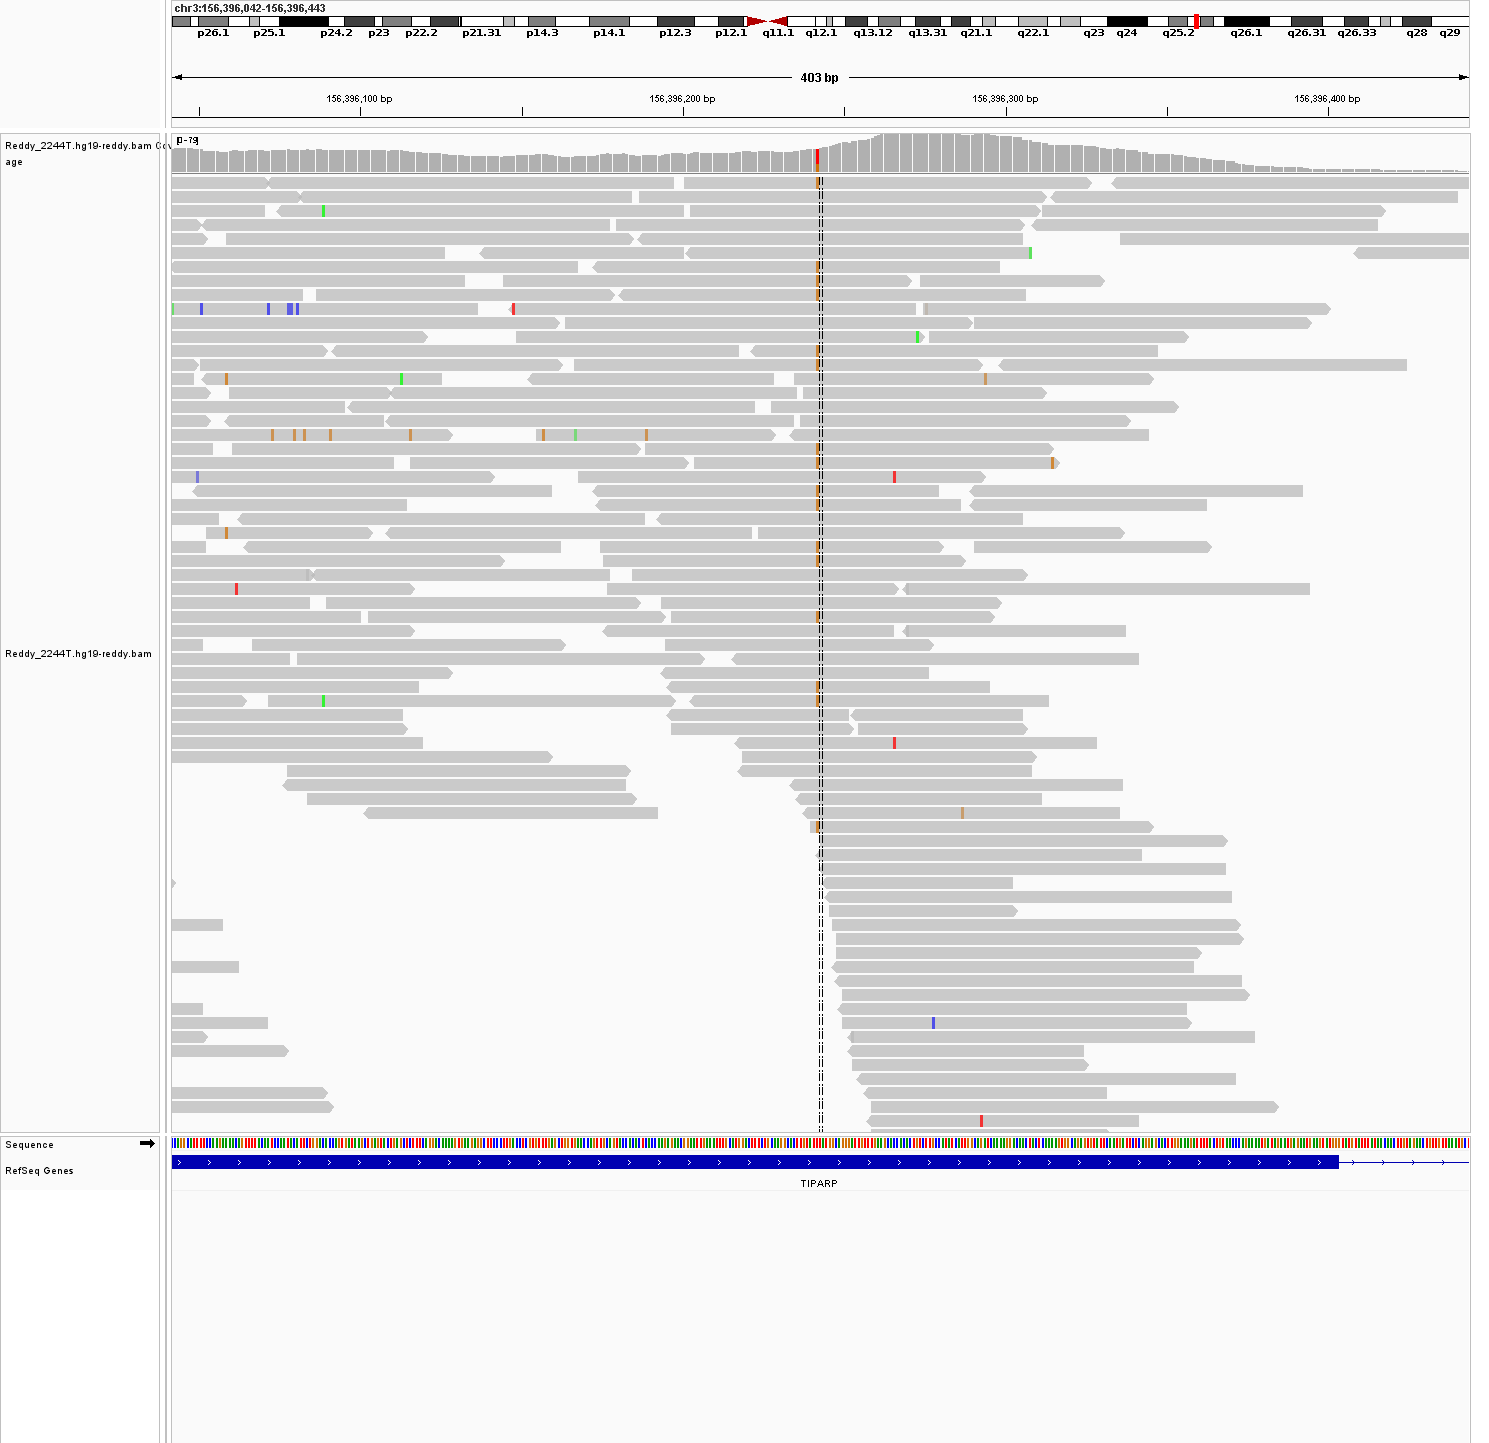 chr3:156,396,042-156,396,443
p26.1 p25.1 p24.2 p23 p22.2 p21.31 p14.3 p14.1 p12.3 p12.1 q11.1 q12.1 q13.12 q13.31 q21.1 q22.1 q23 q24 q25.2 q26.1 q26.31 q26.33 q28 q29
403 bp
156,396,100 bp 156,396,200 bp 156,396,300 bp 156,396,400 bp
Reddy_2244T.hg19-reddy.bam Cov
age
[0-79]
Reddy_2244T.hg19-reddy.bam
Sequence
RefSeq Genes
TIPARP